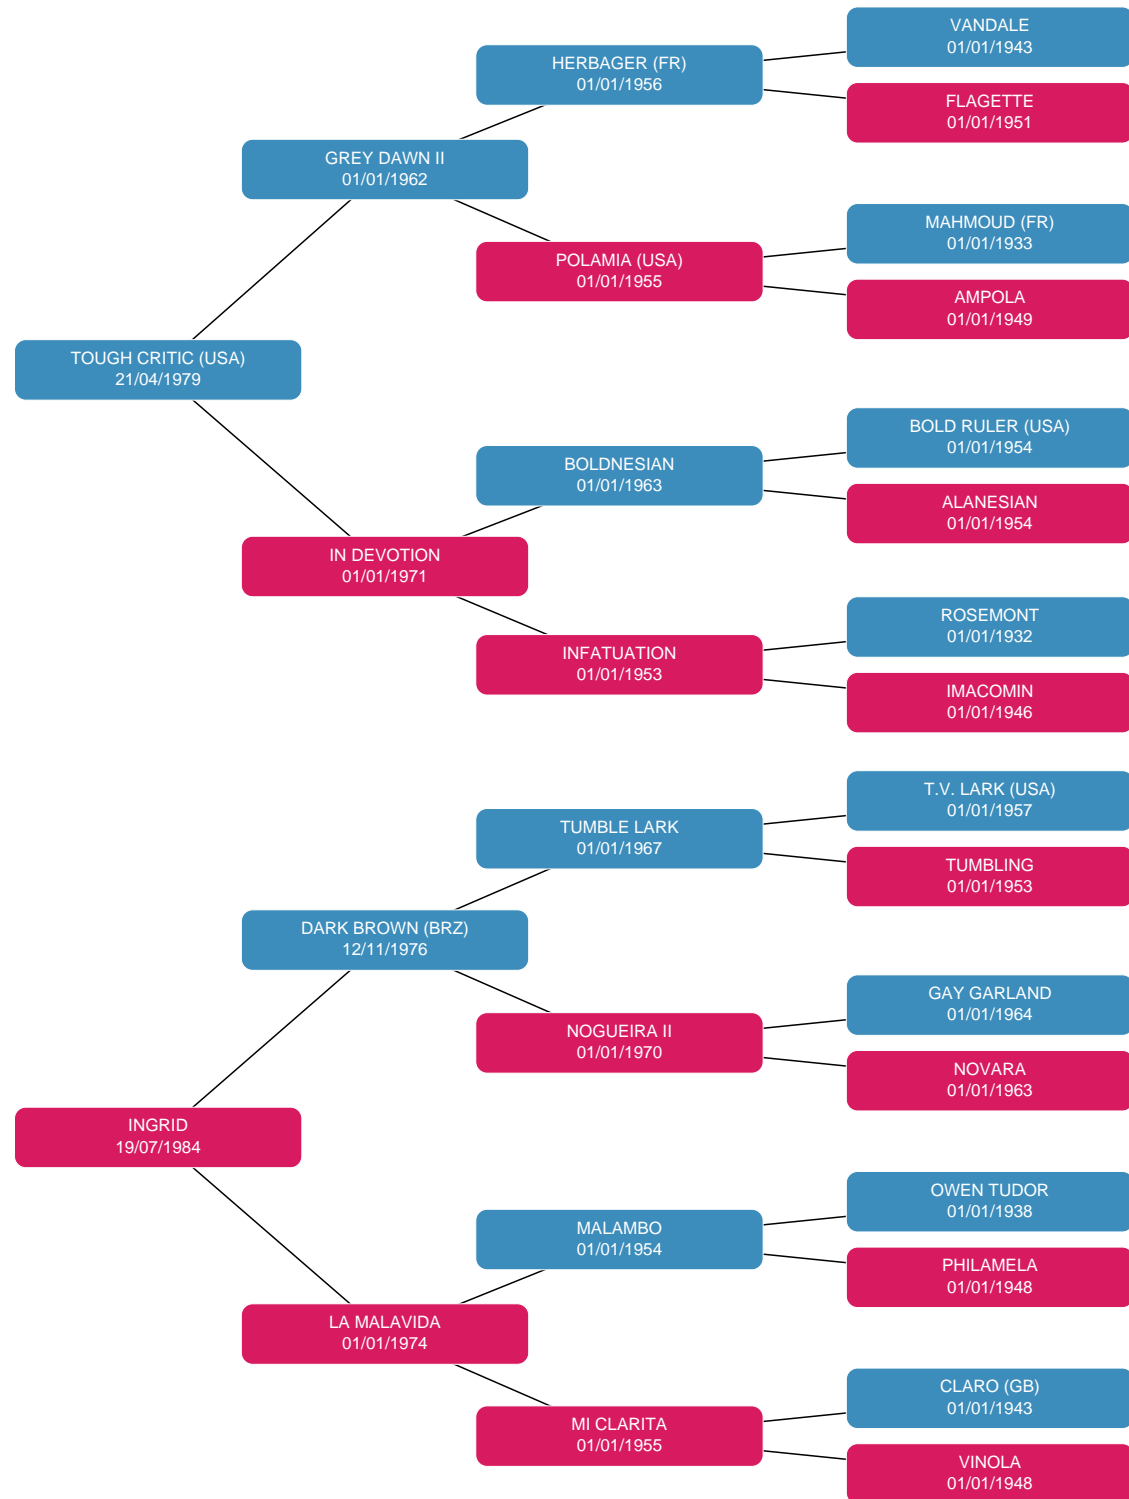 VANDALE
01/01/1943
HERBAGER (FR)
01/01/1956
FLAGETTE
01/01/1951
GREY DAWN II
01/01/1962
MAHMOUD (FR)
01/01/1933
POLAMIA (USA)
01/01/1955
AMPOLA
01/01/1949
TOUGH CRITIC (USA)
21/04/1979
BOLD RULER (USA)
01/01/1954
BOLDNESIAN
01/01/1963
ALANESIAN
01/01/1954
IN DEVOTION
01/01/1971
ROSEMONT
01/01/1932
INFATUATION
01/01/1953
IMACOMIN
01/01/1946
T.V. LARK (USA)
01/01/1957
TUMBLE LARK
01/01/1967
TUMBLING
01/01/1953
DARK BROWN (BRZ)
12/11/1976
GAY GARLAND
01/01/1964
NOGUEIRA II
01/01/1970
NOVARA
01/01/1963
INGRID
19/07/1984
OWEN TUDOR
01/01/1938
MALAMBO
01/01/1954
PHILAMELA
01/01/1948
LA MALAVIDA
01/01/1974
CLARO (GB)
01/01/1943
MI CLARITA
01/01/1955
VINOLA
01/01/1948